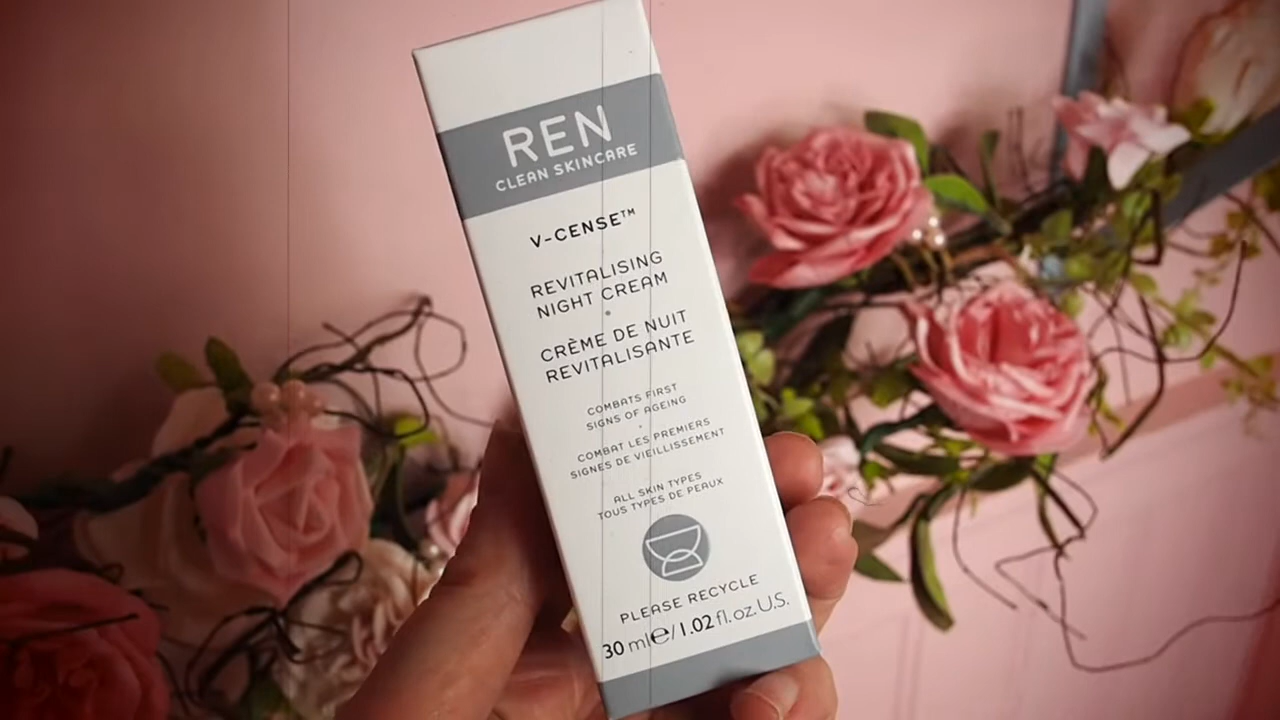 REN
CLEAN SKINCARE
V-CENSE™
REVITALISING
NIGHT CREAM
•
CRÈME DE NUIT
REVITALISANTE
COMBATS FIRST
SIGNS OF AGEING
•
COMBAT LES PREMIERS
SIGNES DE VIEILLISSEMENT
ALL SKIN TYPES
TOUS TYPES DE PEAUX
PLEASE RECYCLE
30 ml℮/1.02 fl.oz.U.S.